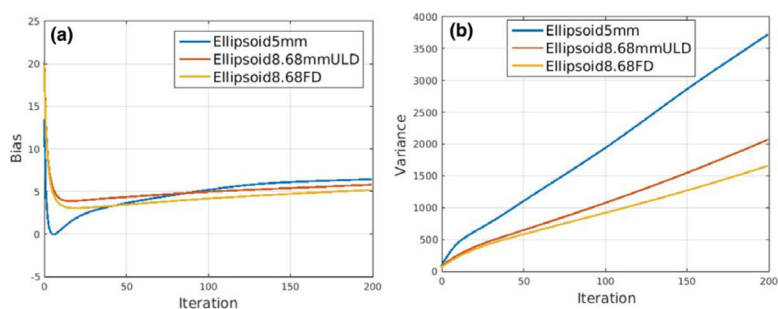 (a)
Ellipsoid5mm
Ellipsoid8.68mmULD
Ellipsoid8.68FD
25
20
15
10
5
0
-5
Bias
0 50 100 150 200
Iteration
(b)
Ellipsoid5mm
Ellipsoid8.68mmULD
Ellipsoid8.68FD
4000
3500
3000
2500
2000
1500
1000
500
0
Variance
0 50 100 150 200
Iteration